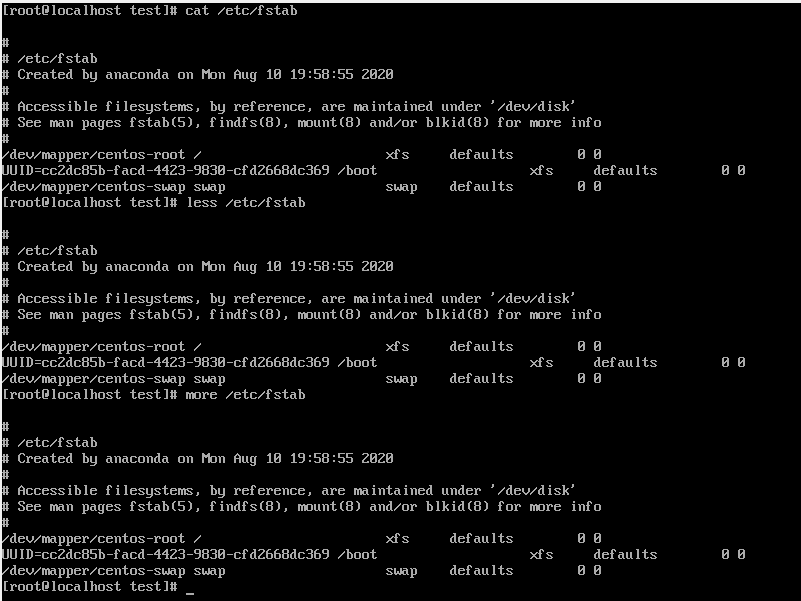 [root@localhost test]# cat /etc/fstab
#
# /etc/fstab
# Created by anaconda on Mon Aug 10 19:58:55 2020
#
# Accessible filesystems, by reference, are maintained under '/dev/disk'
# See man pages fstab(5), findfs(8), mount(8) and/or blkid(8) for more info
#
/dev/mapper/centos-root /                       xfs     defaults        0 0
UUID=cc2dc85b-facd-4423-9830-cfd2668dc369 /boot                   xfs     defaults        0 0
/dev/mapper/centos-swap swap                    swap    defaults        0 0
[root@localhost test]# less /etc/fstab
#
# /etc/fstab
# Created by anaconda on Mon Aug 10 19:58:55 2020
#
# Accessible filesystems, by reference, are maintained under '/dev/disk'
# See man pages fstab(5), findfs(8), mount(8) and/or blkid(8) for more info
#
/dev/mapper/centos-root /                       xfs     defaults        0 0
UUID=cc2dc85b-facd-4423-9830-cfd2668dc369 /boot                   xfs     defaults        0 0
/dev/mapper/centos-swap swap                    swap    defaults        0 0
[root@localhost test]# more /etc/fstab
#
# /etc/fstab
# Created by anaconda on Mon Aug 10 19:58:55 2020
#
# Accessible filesystems, by reference, are maintained under '/dev/disk'
# See man pages fstab(5), findfs(8), mount(8) and/or blkid(8) for more info
#
/dev/mapper/centos-root /                       xfs     defaults        0 0
UUID=cc2dc85b-facd-4423-9830-cfd2668dc369 /boot                   xfs     defaults        0 0
/dev/mapper/centos-swap swap                    swap    defaults        0 0
[root@localhost test]# _